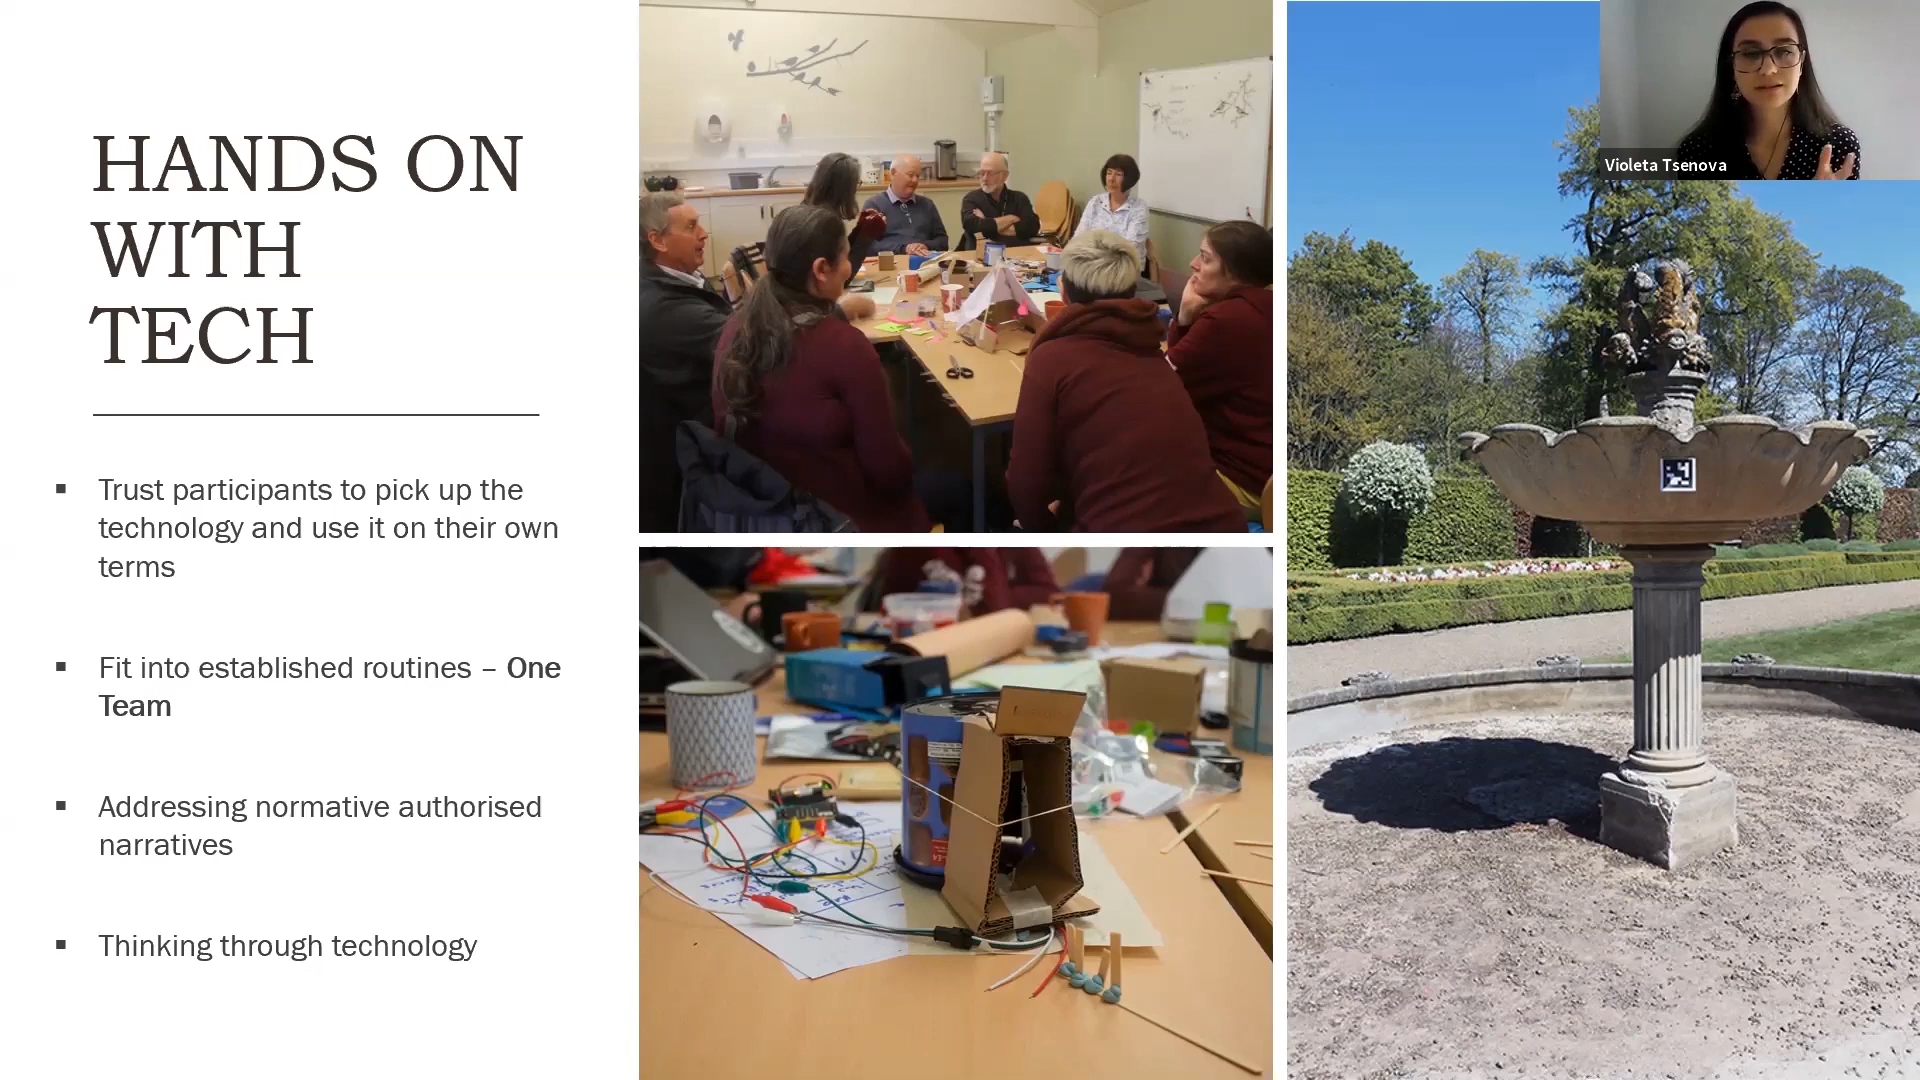 HANDS ON
WITH
TECH
Trust participants to pick up the
technology and use it on their own
terms
Fit into established routines – One
Team
Addressing normative authorised
narratives
Thinking through technology
Violeta Tsenova